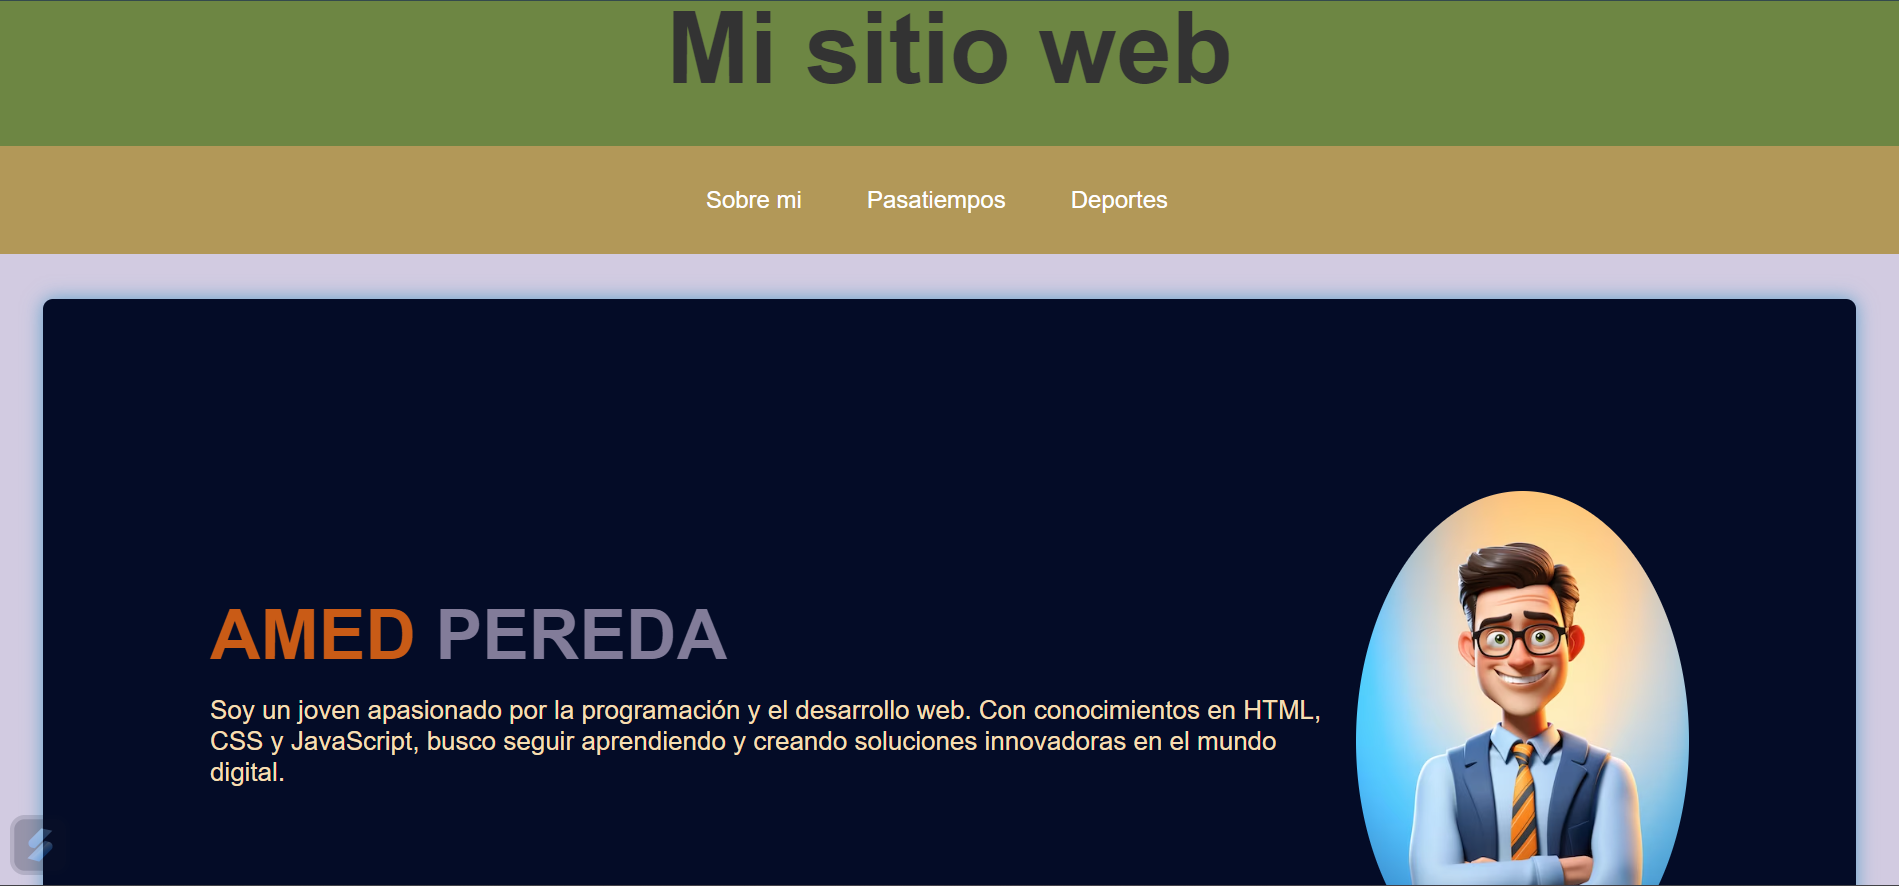 Mi sitio web
Sobre mi Pasatiempos Deportes
AMED PEREDA
Soy un joven apasionado por la programación y el desarrollo web. Con conocimientos en HTML,
CSS y JavaScript, busco seguir aprendiendo y creando soluciones innovadoras en el mundo
digital.